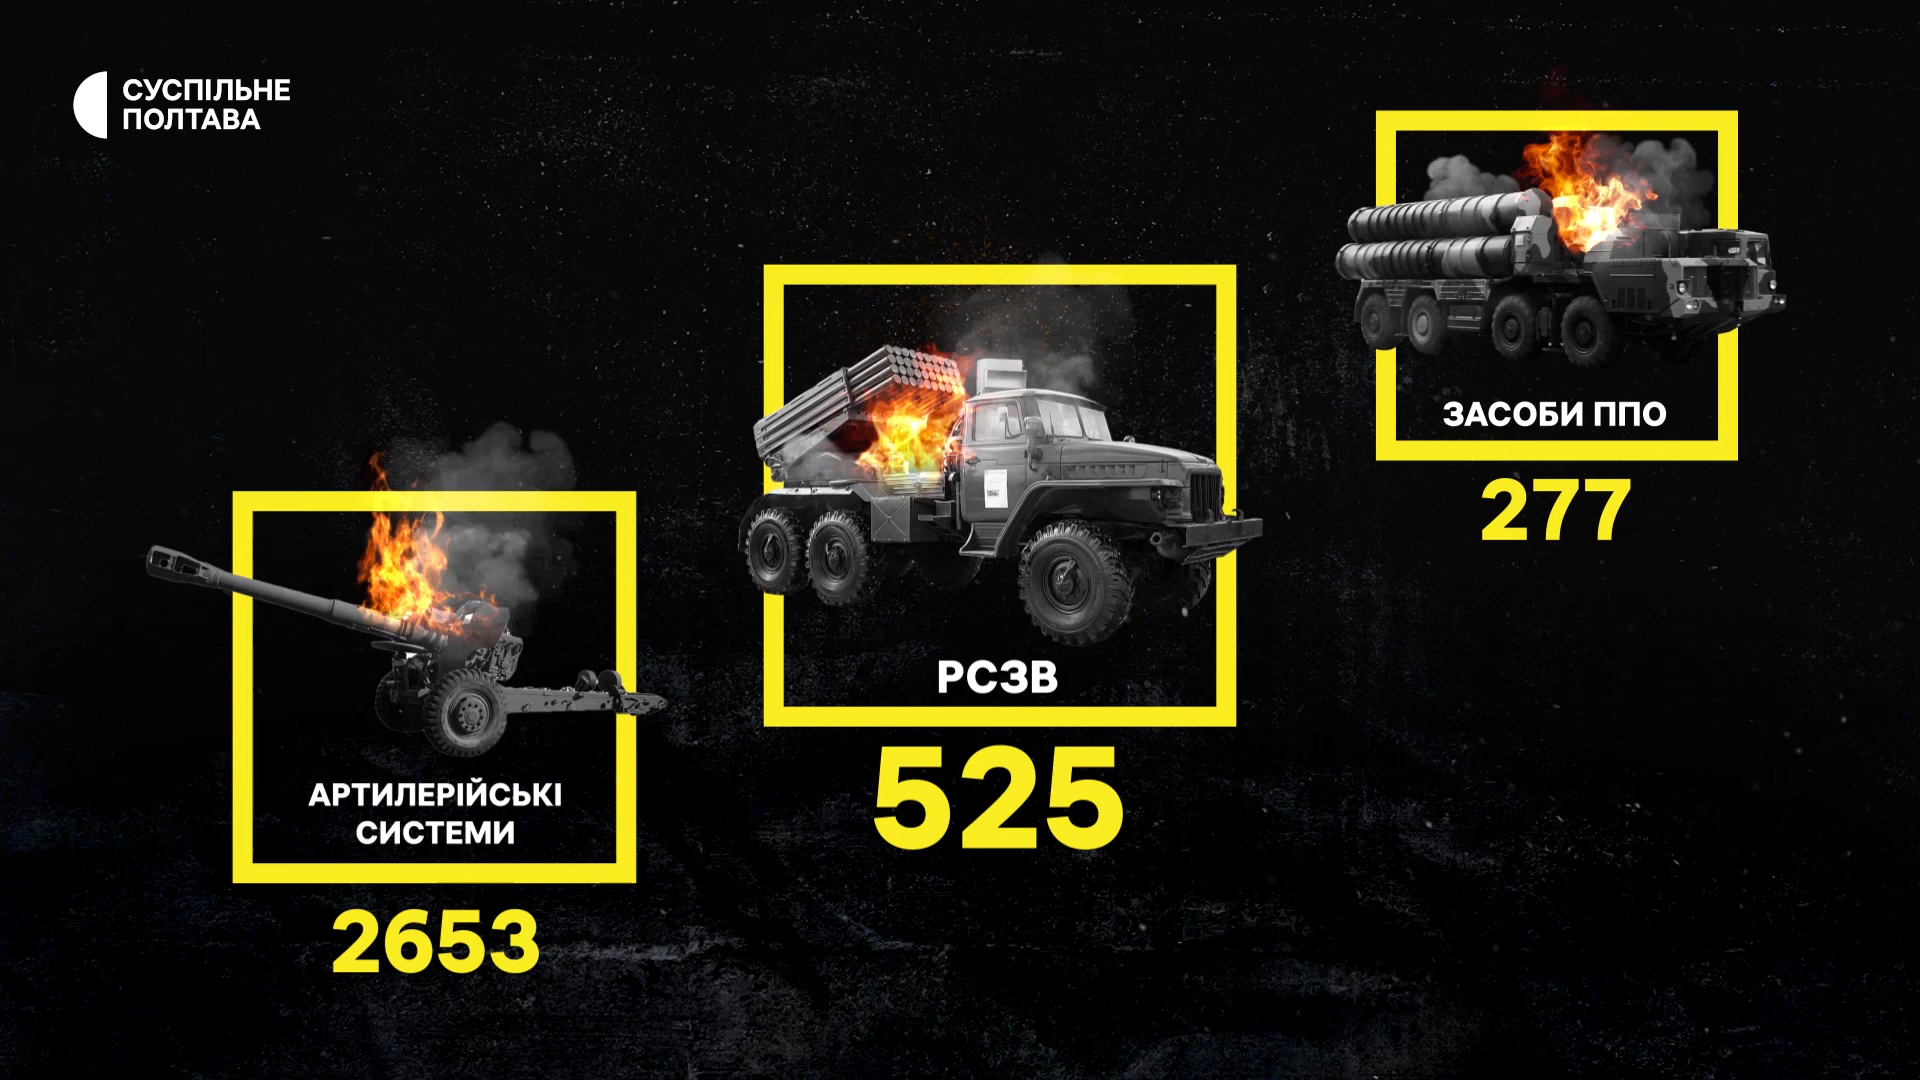 СУСПІЛЬНЕ
ПОЛТАВА
АРТИЛЕРІЙСЬКІ
СИСТЕМИ
2653
РСЗВ
525
ЗАСОБИ ППО
277